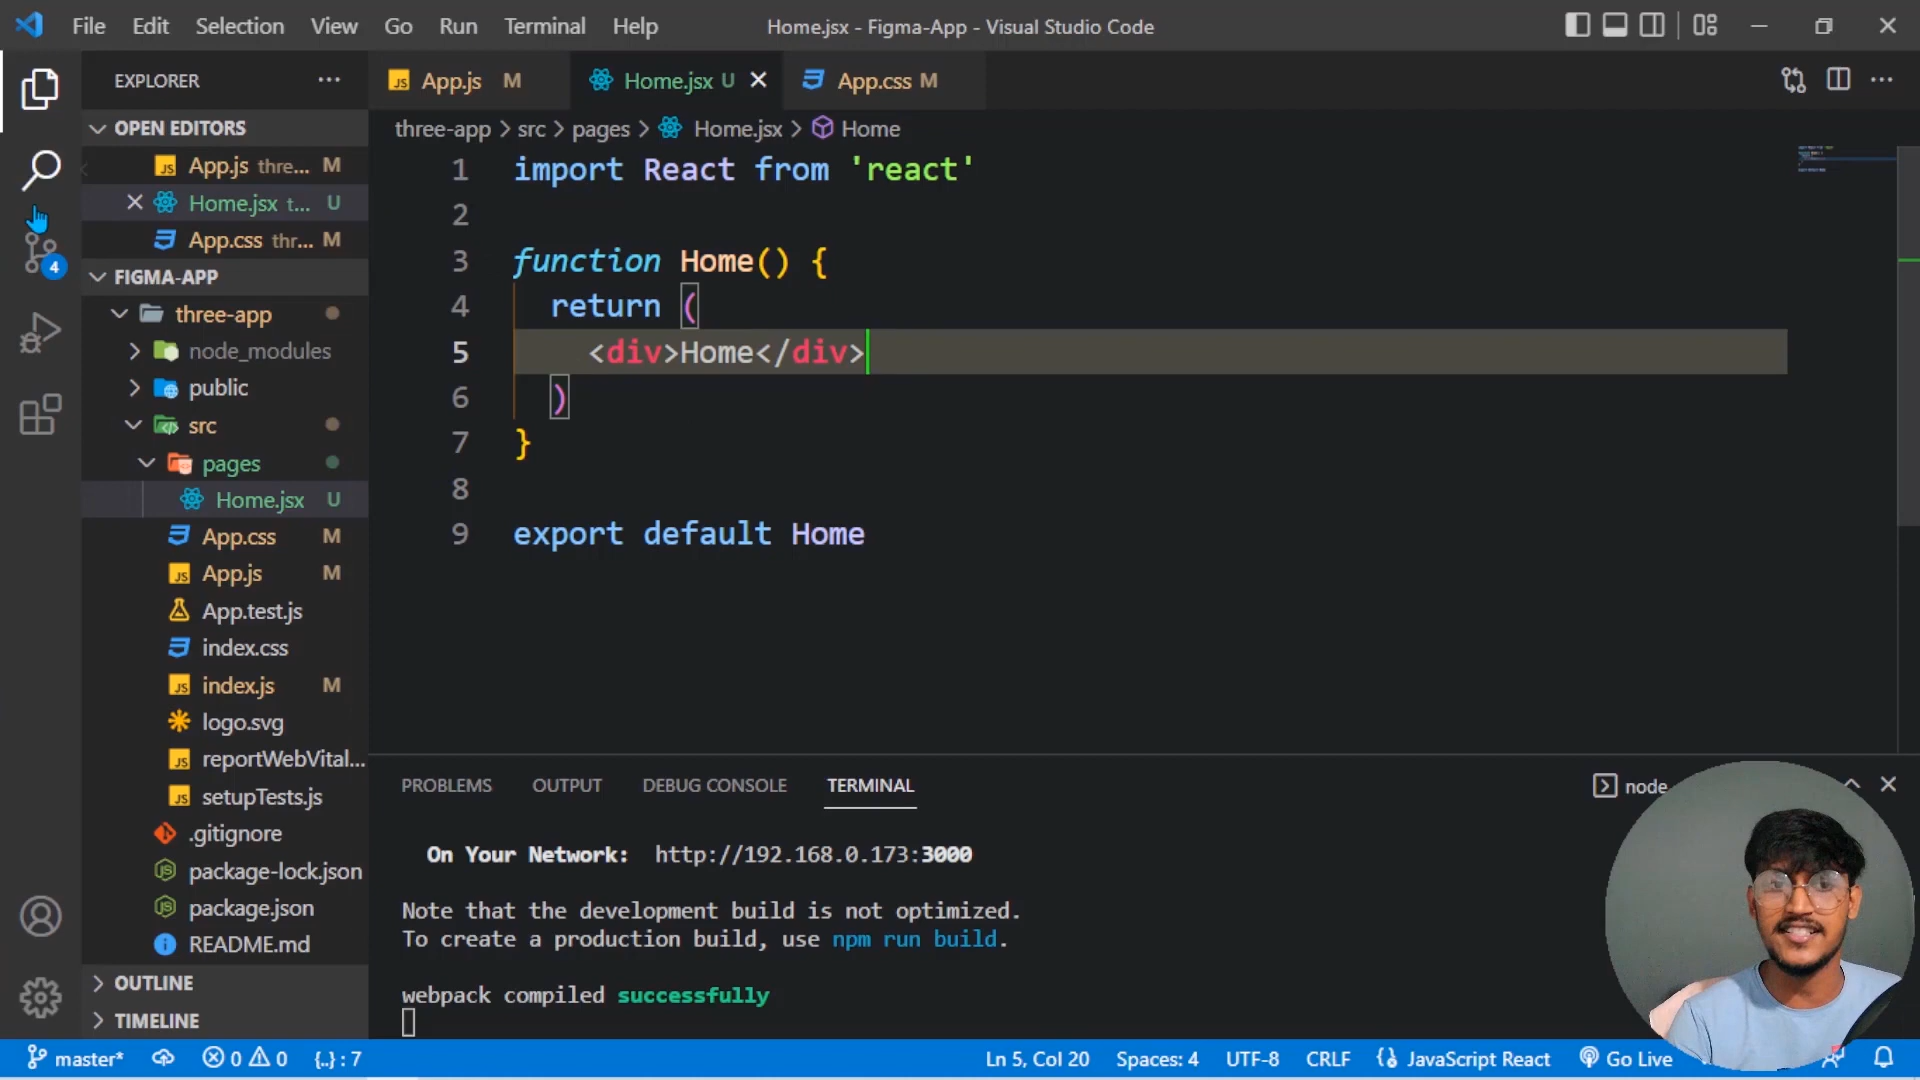 File Edit Selection View Go Run Terminal Help Home.jsx - Figma-App - Visual Studio Code
EXPLORER
OPEN EDITORS
App.js thre... M
Home.jsx t... U
App.css thr... M
4
FIGMA-APP
three-app
node_modules
public
src
pages
Home.jsx U
App.css M
App.js M
App.test.js
index.css
index.js M
logo.svg
reportWebVital...
setupTests.js
.gitignore
package-lock.json
package.json
README.md
OUTLINE
TIMELINE
App.js M Home.jsx U App.css M
three-app > src > pages > Home.jsx > Home
1 import React from 'react'
2
3 function Home() {
4 return (
5 <div>Home</div>
6 )
7 }
8
9 export default Home
PROBLEMS OUTPUT DEBUG CONSOLE TERMINAL node
On Your Network: http://192.168.0.173:3000
Note that the development build is not optimized.
To create a production build, use npm run build.
webpack compiled successfully
master* 0 0 {..} : 7 Ln 5, Col 20 Spaces: 4 UTF-8 CRLF JavaScript React Go Live